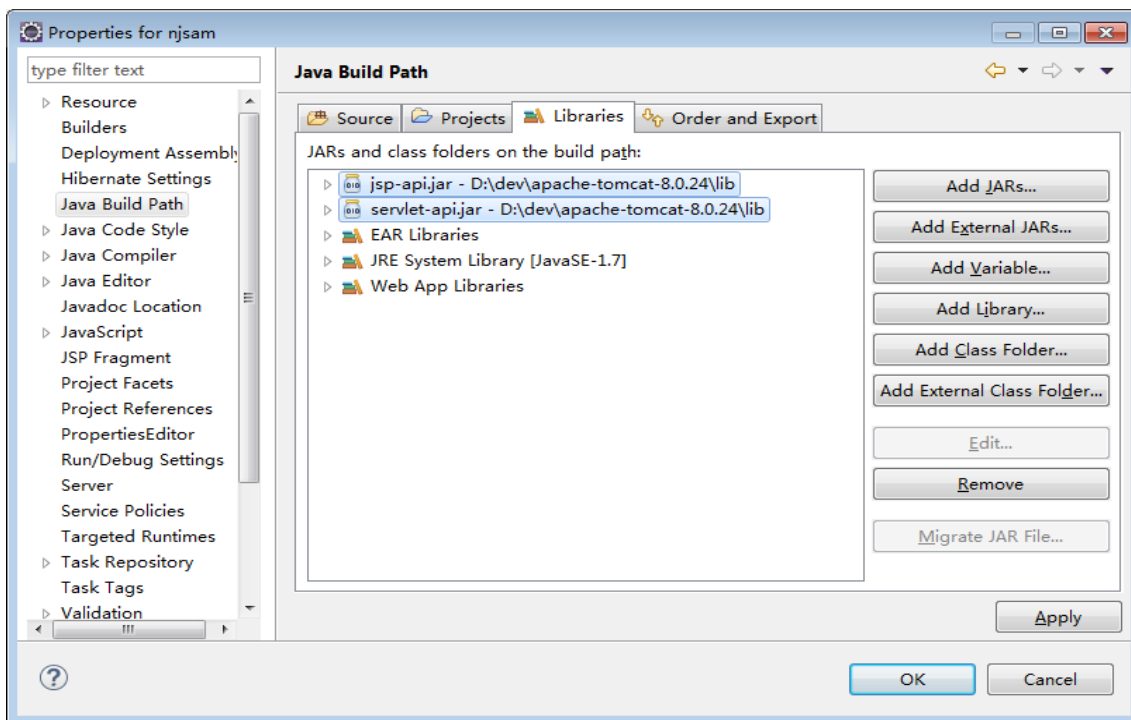 Properties for njsam
type filter text
Resource
Builders
Deployment Assembly
Hibernate Settings
Java Build Path
Java Code Style
Java Compiler
Java Editor
Javadoc Location
JavaScript
JSP Fragment
Project Facets
Project References
PropertiesEditor
Run/Debug Settings
Server
Service Policies
Targeted Runtimes
Task Repository
Task Tags
Validation
Java Build Path
Source Projects Libraries Order and Export
JARs and class folders on the build path:
jsp-api.jar - D:\dev\apache-tomcat-8.0.24\lib
servlet-api.jar - D:\dev\apache-tomcat-8.0.24\lib
EAR Libraries
JRE System Library [JavaSE-1.7]
Web App Libraries
Add JARs...
Add External JARs...
Add Variable...
Add Library...
Add Class Folder...
Add External Class Folder...
Edit...
Remove
Migrate JAR File...
Apply
OK Cancel